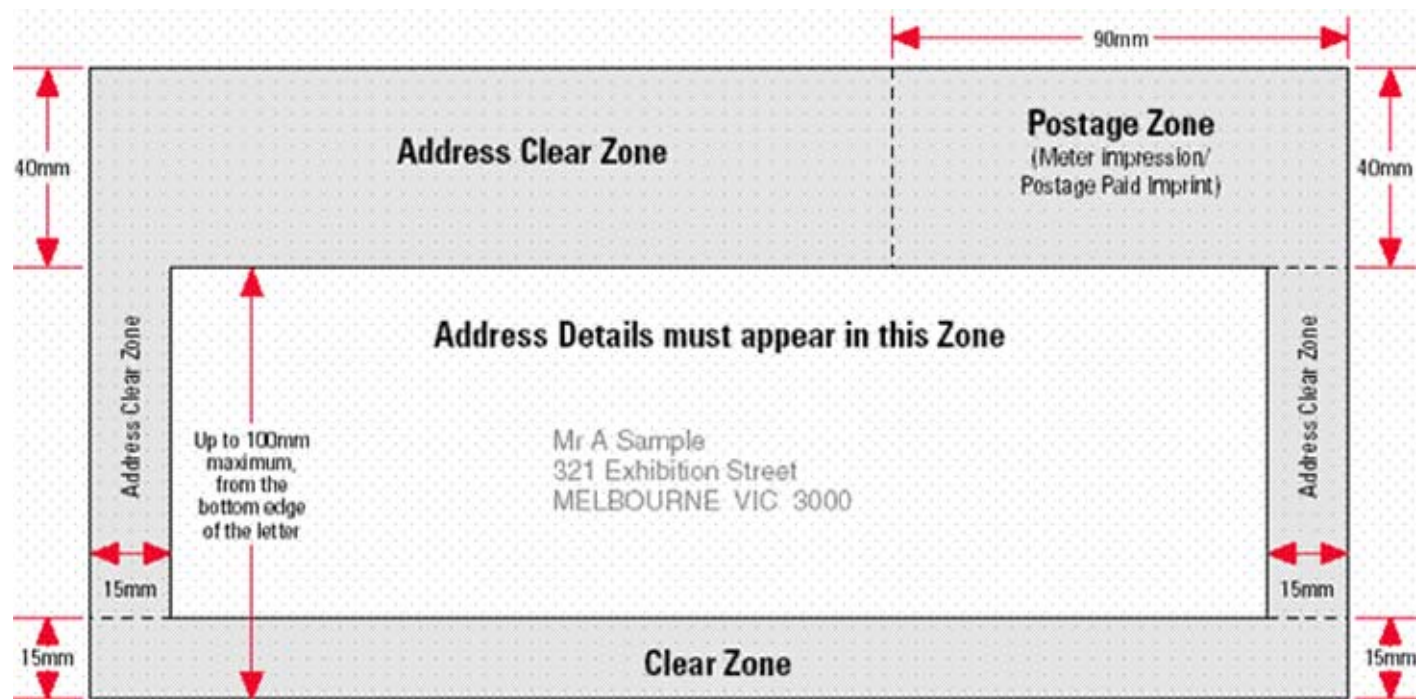 90mm
Address Clear Zone
Postage Zone
(Meter impression/
Postage Paid Imprint)
40mm
40mm
Address Details must appear in this Zone
Address Clear Zone
Address Clear Zone
Up to 100mm
maximum,
from the
bottom edge
of the letter
Mr A Sample
321 Exhibition Street
MELBOURNE VIC 3000
15mm
15mm
15mm
15mm
Clear Zone